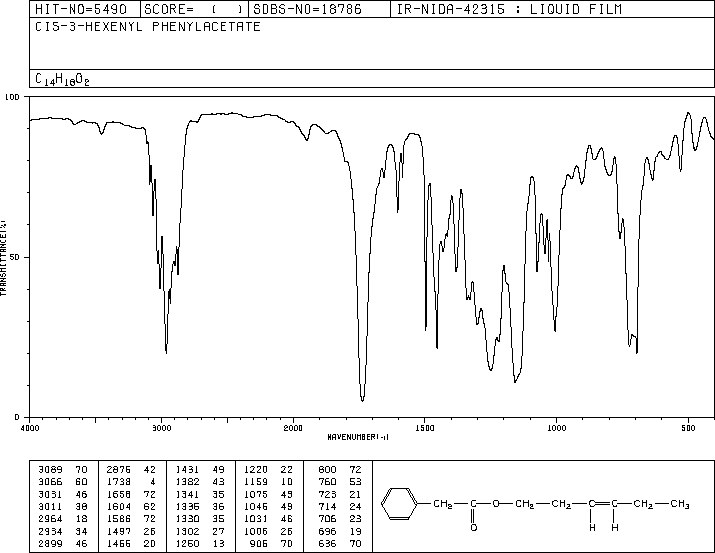 HIT-NO=5490 SCORE= ( ) SDBS-NO=18786 IR-NIDA-42315 : LIQUID FILM
CIS-3-HEXENYL PHENYLACETATE
C14H18O2
100
50
0
TRANSMITTANCE(%)
4000 3000 2000 1500 1000 500
WAVENUMBER(-1)
3089 70 2876 42 1431 49 1220 22 800 72
3066 60 1738 4 1382 43 1159 10 760 53
3031 46 1658 72 1341 35 1075 43 723 21
3011 38 1604 62 1336 36 1046 49 714 24
2964 18 1586 72 1330 35 1031 46 706 23
2934 34 1497 26 1302 27 1006 26 696 19
2899 46 1455 20 1250 13 905 70 636 70
CH2 C O CH2 CH2 CH CH CH2 CH3